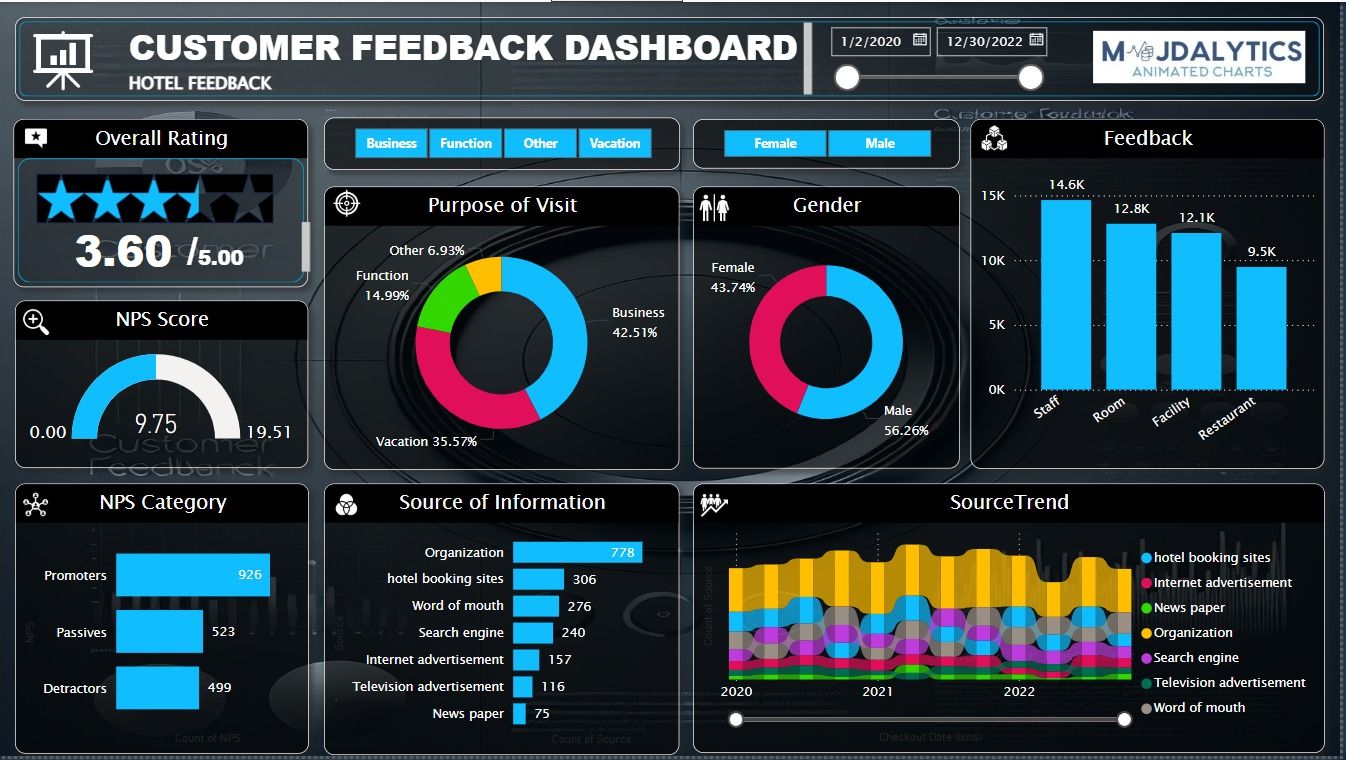 CUSTOMER FEEDBACK DASHBOARD
HOTEL FEEDBACK
1/2/2020
12/30/2022
MAJDALYTICS
ANIMATED CHARTS
Overall Rating
3.60 /5.00
Business Function Other Vacation
Female Male
Purpose of Visit
Other 6.93%
Function
14.99%
Business
42.51%
Vacation 35.57%
Gender
Female
43.74%
Male
56.26%
Customer Feedback
Feedback
15K
10K
5K
0K
14.6K
12.8K
12.1K
9.5K
Staff
Room
Facility
Restaurant
NPS Score
0.00
9.75
19.51
Customer
Feedbanck
NPS Category
NPS
Promoters 926
Passives 523
Detractors 499
Count of NPS
Source of Information
Source
Organization 778
hotel booking sites 306
Word of mouth 276
Search engine 240
Internet advertisement 157
Television advertisement 116
News paper 75
Count of Source
SourceTrend
Count of Source
2020
2021
2022
Checkout Date (bins)
hotel booking sites
Internet advertisement
News paper
Organization
Search engine
Television advertisement
Word of mouth